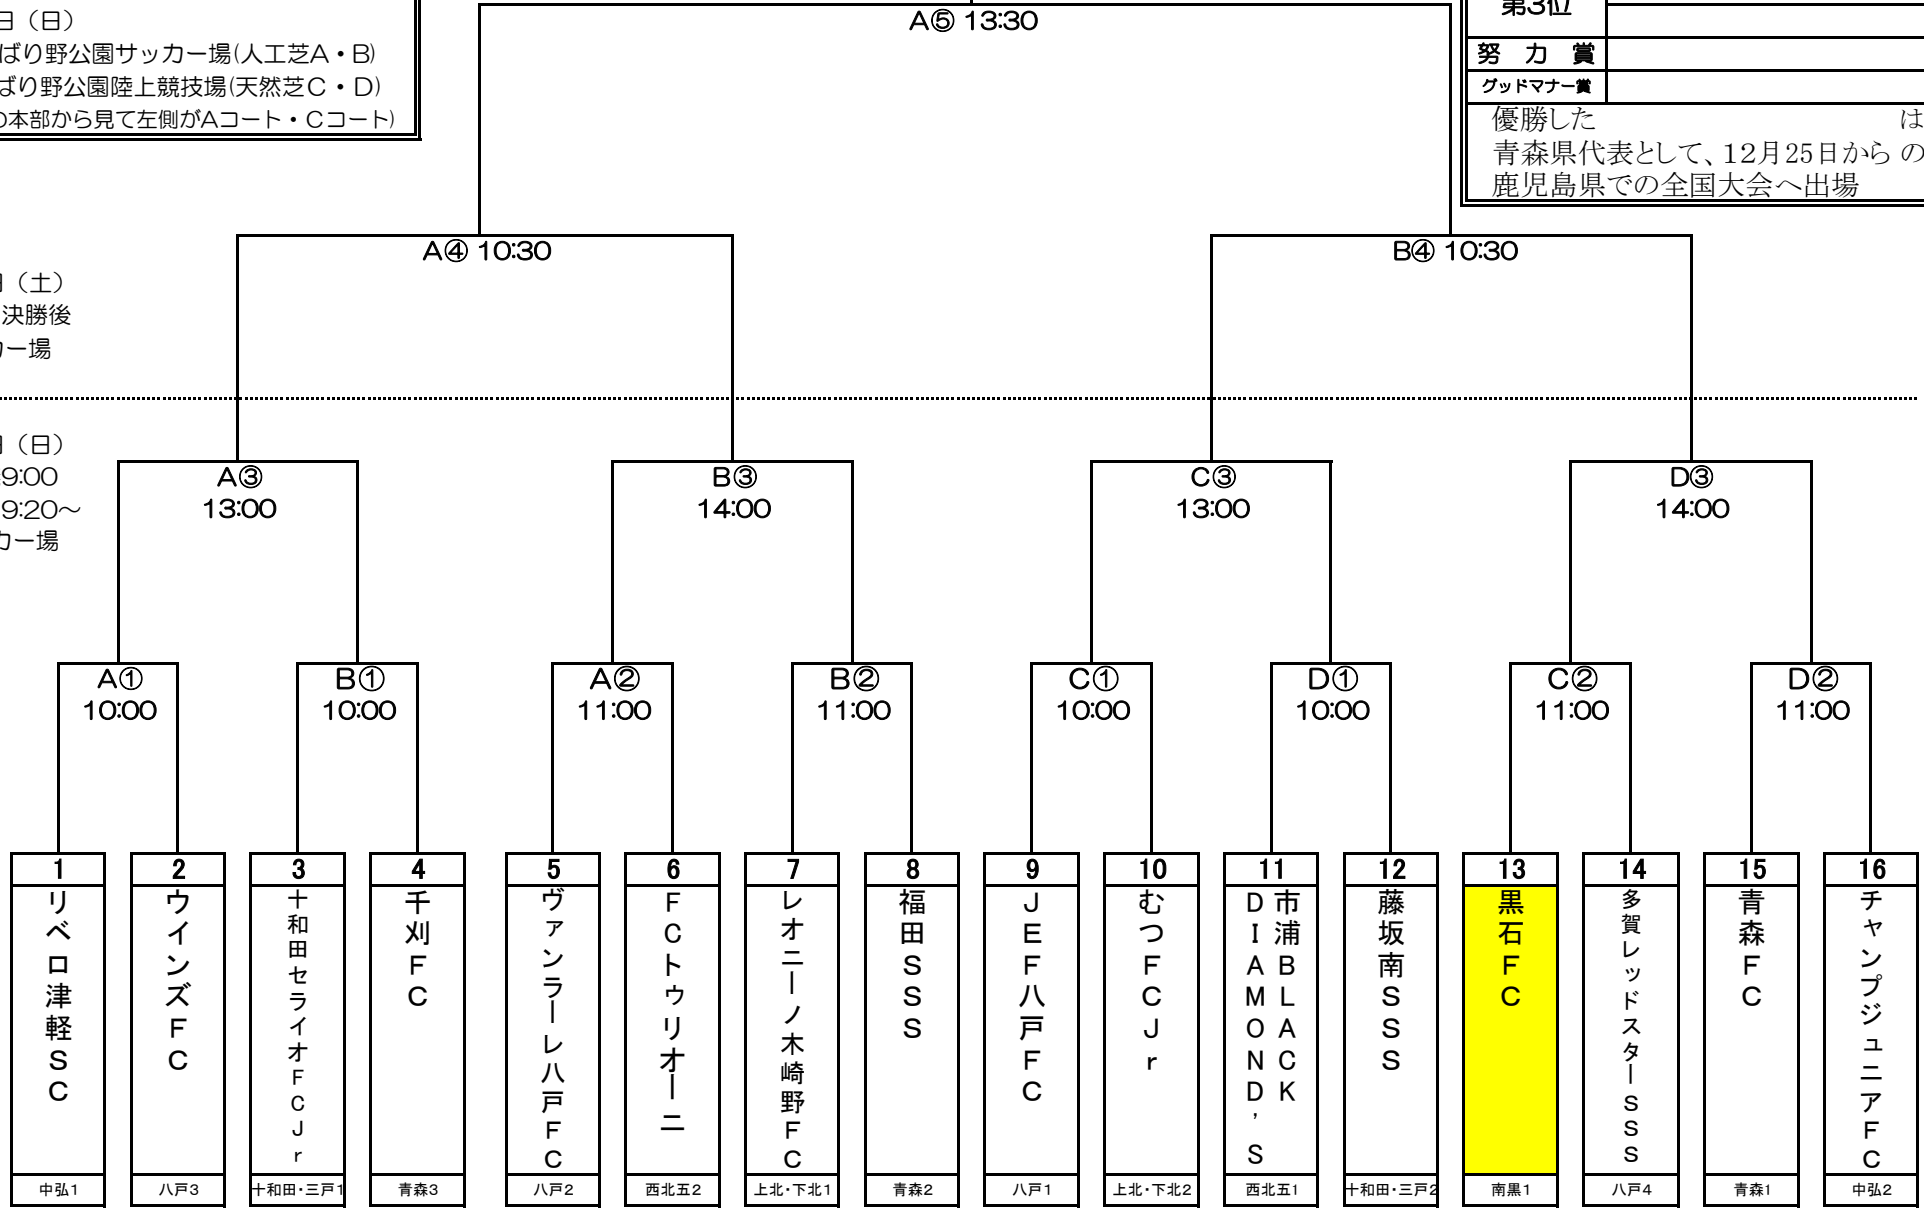 日（日）
ばり野公園サッカー場(人工芝A・B)
ばり野公園陸上競技場(天然芝C・D)
の本部から見て左側がAコート・Cコート)
A⑤ 13:30
第3位
努 力 賞
グッドマナー賞
優勝した は
青森県代表として、12月25日から の
鹿児島県での全国大会へ出場
A④ 10:30
B④ 10:30
日（土）
決勝後
カー場
日（日）
9:00
9:20～
カー場
A③
13:00
B③
14:00
C③
13:00
D③
14:00
A①
10:00
B①
10:00
A②
11:00
B②
11:00
C①
10:00
D①
10:00
C②
11:00
D②
11:00
1
リベロ津軽SC
中弘1
2
ウインズFC
八戸3
3
十和田セライオFCJr
十和田・三戸1
4
千刈FC
青森3
5
ヴァンラーレ八戸FC
八戸2
6
FCトゥリオーニ
西北五2
7
レオニーノ木崎野FC
上北・下北1
8
福田SSS
青森2
9
JEF八戸FC
八戸1
10
むつFCJr
上北・下北2
11
市浦BLACK
DIAMOND’S
西北五1
12
藤坂南SSS
十和田・三戸2
13
黒石FC
南黒1
14
多賀レッドスターSSS
八戸4
15
青森FC
青森1
16
チャンプジュニアFC
中弘2